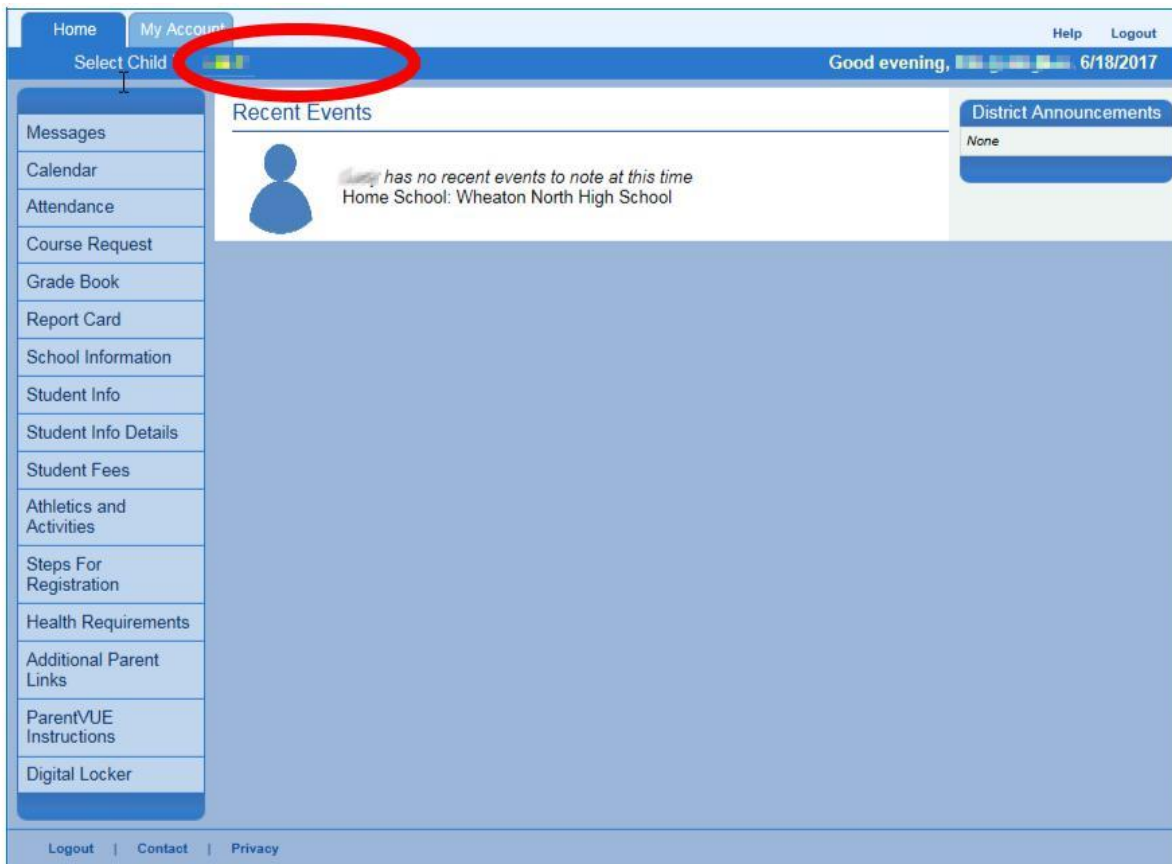 Home
My Account
Help
Logout
Select Child
Good evening, 6/18/2017
Recent Events
District Announcements
None
has no recent events to note at this time
Home School: Wheaton North High School
Messages
Calendar
Attendance
Course Request
Grade Book
Report Card
School Information
Student Info
Student Info Details
Student Fees
Athletics and
Activities
Steps For
Registration
Health Requirements
Additional Parent
Links
ParentVUE
Instructions
Digital Locker
Logout | Contact | Privacy